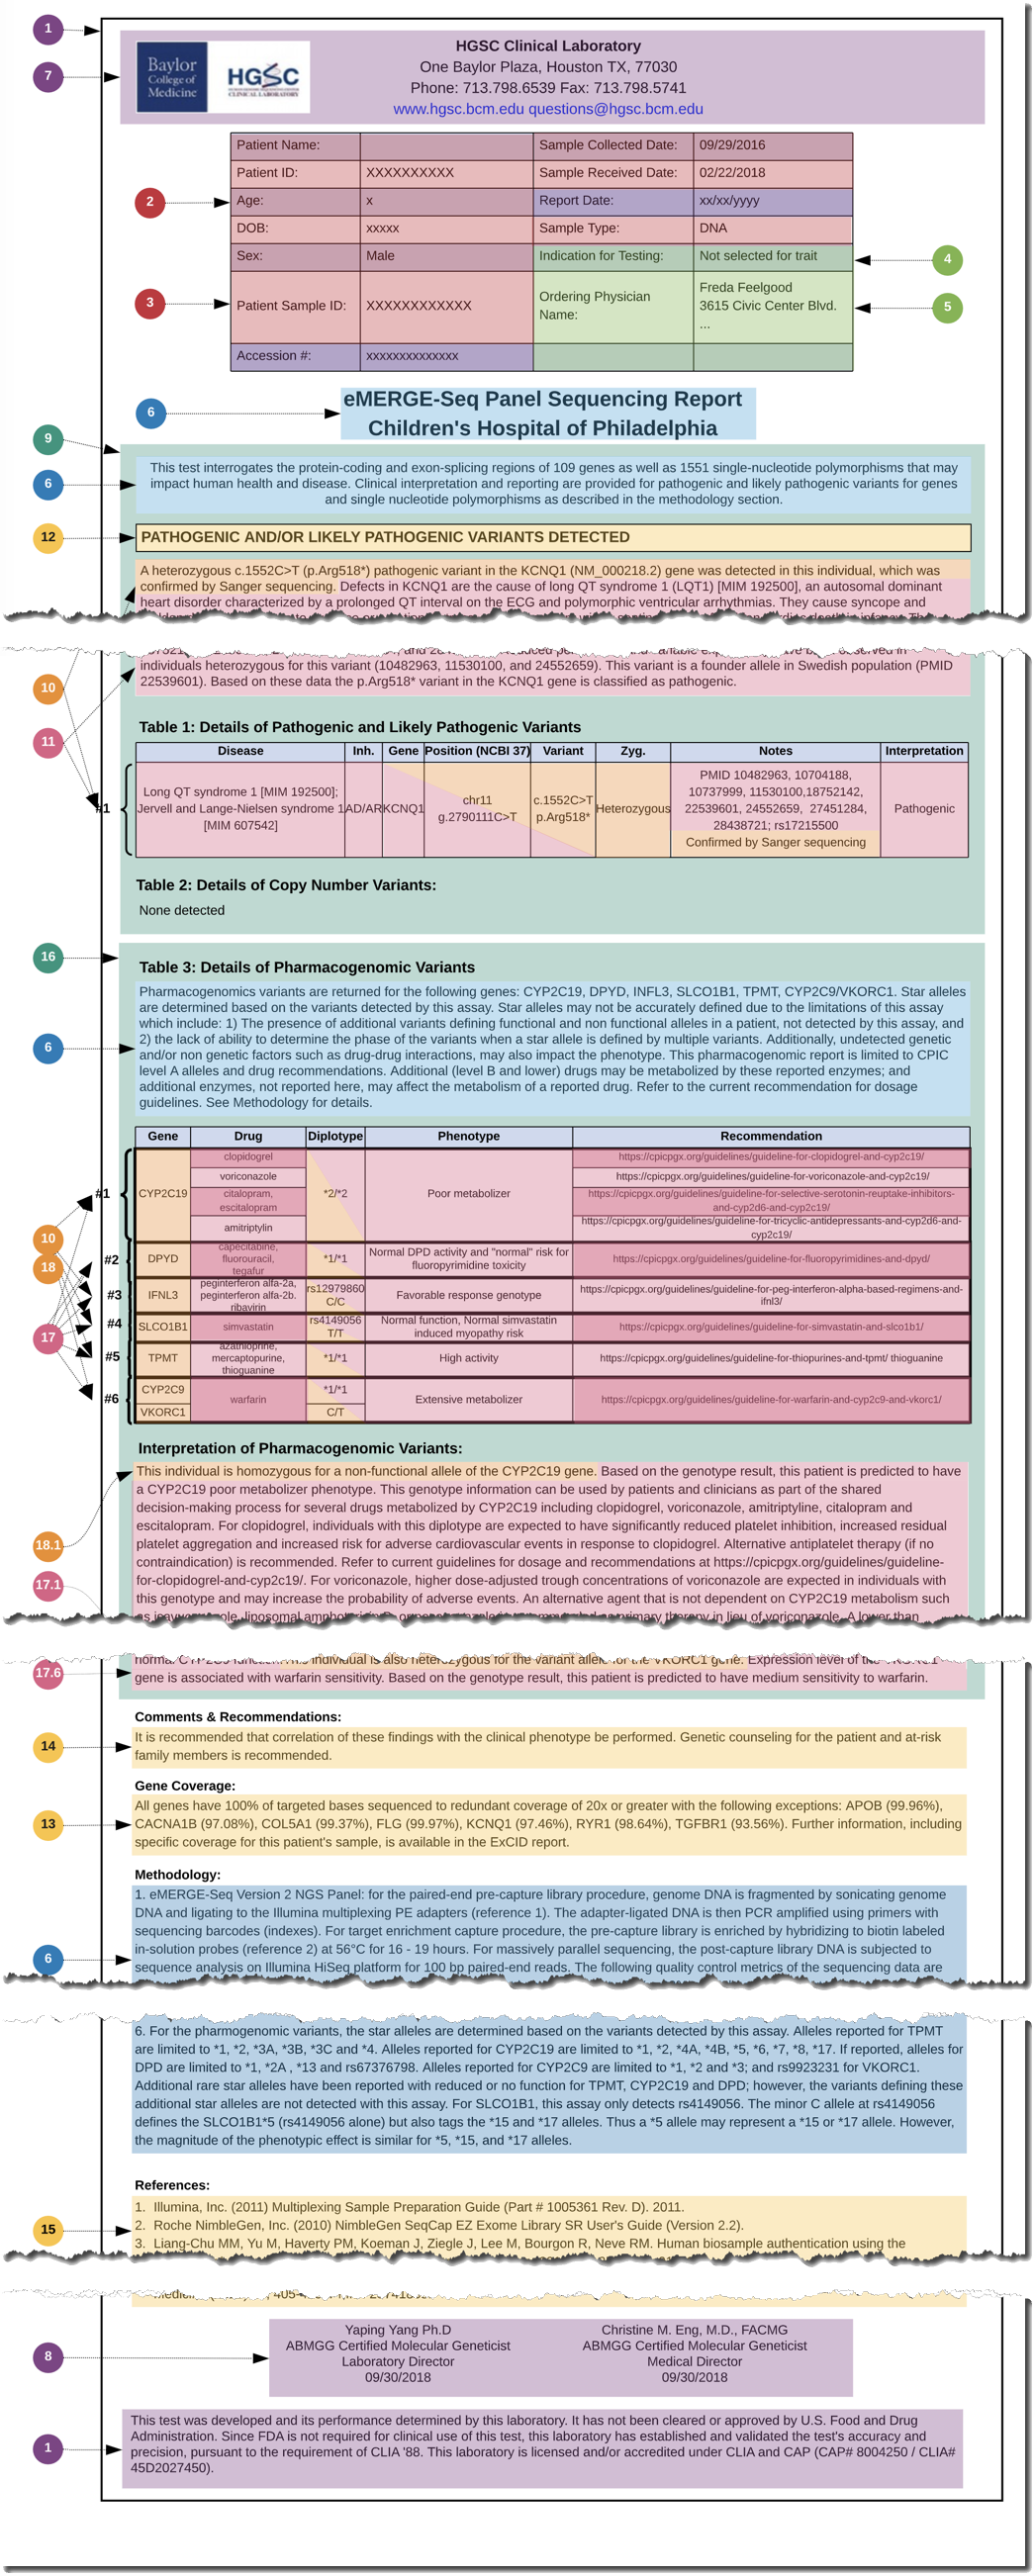 1
7
Baylor
College of
Medicine
HGSC
CLINICAL LABORATORY
HGSC Clinical Laboratory
One Baylor Plaza, Houston TX, 77030
Phone: 713.798.6539 Fax: 713.798.5741
www.hgsc.bcm.edu questions@hgsc.bcm.edu
Patient Name: Sample Collected Date: 09/29/2016
Patient ID: XXXXXXXXXX Sample Received Date: 02/22/2018
2
Age: x Report Date: xx/xx/yyyy
DOB: xxxxx Sample Type: DNA
Sex: Male Indication for Testing: Not selected for trait
4
3
Patient Sample ID: XXXXXXXXXXXX Ordering Physician Name: Freda Feelgood
3615 Civic Center Blvd.
...
5
Accession #: xxxxxxxxxxxxxx
6
eMERGE-Seq Panel Sequencing Report
Children's Hospital of Philadelphia
9
6
This test interrogates the protein-coding and exon-splicing regions of 109 genes as well as 1551 single-nucleotide polymorphisms that may
impact human health and disease. Clinical interpretation and reporting are provided for pathogenic and likely pathogenic variants for genes
and single nucleotide polymorphisms as described in the methodology section.
12
PATHOGENIC AND/OR LIKELY PATHOGENIC VARIANTS DETECTED
A heterozygous c.1552C>T (p.Arg518*) pathogenic variant in the KCNQ1 (NM_000218.2) gene was detected in this individual, which was
confirmed by Sanger sequencing. Defects in KCNQ1 are the cause of long QT syndrome 1 (LQT1) [MIM 192500], an autosomal dominant
heart disorder characterized by a prolonged QT interval on the ECG and polymorphic ventricular arrhythmias. They cause syncope and
10
individuals heterozygous for this variant (10482963, 11530100, and 24552659). This variant is a founder allele in Swedish population (PMID
22539601). Based on these data the p.Arg518* variant in the KCNQ1 gene is classified as pathogenic.
11
Table 1: Details of Pathogenic and Likely Pathogenic Variants
Disease Inh. Gene Position (NCBI 37) Variant Zyg. Notes Interpretation
#1
Long QT syndrome 1 [MIM 192500];
Jervell and Lange-Nielsen syndrome 1
[MIM 607542]
AD/AR
KCNQ1
chr11
g.2790111C>T
c.1552C>T
p.Arg518*
Heterozygous
PMID 10482963, 10704188,
10737999, 11530100,18752142,
22539601, 24552659, 27451284,
28438721; rs17215500
Confirmed by Sanger sequencing
Pathogenic
Table 2: Details of Copy Number Variants:
None detected
16
Table 3: Details of Pharmacogenomic Variants
6
Pharmacogenomics variants are returned for the following genes: CYP2C19, DPYD, INFL3, SLCO1B1, TPMT, CYP2C9/VKORC1. Star alleles
are determined based on the variants detected by this assay. Star alleles may not be accurately defined due to the limitations of this assay
which include: 1) The presence of additional variants defining functional and non functional alleles in a patient, not detected by this assay, and
2) the lack of ability to determine the phase of the variants when a star allele is defined by multiple variants. Additionally, undetected genetic
and/or non genetic factors such as drug-drug interactions, may also impact the phenotype. This pharmacogenomic report is limited to CPIC
level A alleles and drug recommendations. Additional (level B and lower) drugs may be metabolized by these reported enzymes; and
additional enzymes, not reported here, may affect the metabolism of a reported drug. Refer to the current recommendation for dosage
guidelines. See Methodology for details.
Gene Drug Diplotype Phenotype Recommendation
#1
CYP2C19
clopidogrel
voriconazole
citalopram,
escitalopram
amitriptylin
*2/*2
Poor metabolizer
https://cpicpgx.org/guidelines/guideline-for-clopidogrel-and-cyp2c19/
https://cpicpgx.org/guidelines/guideline-for-voriconazole-and-cyp2c19/
https://cpicpgx.org/guidelines/guideline-for-selective-serotonin-reuptake-inhibitors-
and-cyp2d6-and-cyp2c19/
https://cpicpgx.org/guidelines/guideline-for-tricyclic-antidepressants-and-cyp2d6-and-
cyp2c19/
10
18
17
#2
DPYD
capecitabine,
fluorouracil,
tegafur
*1/*1
Normal DPD activity and "normal" risk for
fluoropyrimidine toxicity
https://cpicpgx.org/guidelines/guideline-for-fluoropyrimidines-and-dpyd/
#3
IFNL3
peginterferon alfa-2a,
peginterferon alfa-2b.
ribavirin
rs12979860
C/C
Favorable response genotype
https://cpicpgx.org/guidelines/guideline-for-peg-interferon-alpha-based-regimens-and-
ifnl3/
#4
SLCO1B1
simvastatin
rs4149056
T/T
Normal function, Normal simvastatin
induced myopathy risk
https://cpicpgx.org/guidelines/guideline-for-simvastatin-and-slco1b1/
#5
TPMT
azathioprine,
mercaptopurine,
thioguanine
*1/*1
High activity
https://cpicpgx.org/guidelines/guideline-for-thiopurines-and-tpmt/ thioguanine
#6
CYP2C9
VKORC1
warfarin
*1/*1
C/T
Extensive metabolizer
https://cpicpgx.org/guidelines/guideline-for-warfarin-and-cyp2c9-and-vkorc1/
Interpretation of Pharmacogenomic Variants:
This individual is homozygous for a non-functional allele of the CYP2C19 gene. Based on the genotype result, this patient is predicted to have
a CYP2C19 poor metabolizer phenotype. This genotype information can be used by patients and clinicians as part of the shared
decision-making process for several drugs metabolized by CYP2C19 including clopidogrel, voriconazole, amitriptyline, citalopram and
escitalopram. For clopidogrel, individuals with this diplotype are expected to have significantly reduced platelet inhibition, increased residual
18.1
platelet aggregation and increased risk for adverse cardiovascular events in response to clopidogrel. Alternative antiplatelet therapy (if no
contraindication) is recommended. Refer to current guidelines for dosage and recommendations at https://cpicpgx.org/guidelines/guideline-
17.1
for-clopidogrel-and-cyp2c19/. For voriconazole, higher dose-adjusted trough concentrations of voriconazole are expected in individuals with
this genotype and may increase the probability of adverse events. An alternative agent that is not dependent on CYP2C19 metabolism such
17.6
individual is also heterozygous for the variant allele of the VKORC1 gene. Expression level of the
gene is associated with warfarin sensitivity. Based on the genotype result, this patient is predicted to have medium sensitivity to warfarin.
Comments & Recommendations:
14
It is recommended that correlation of these findings with the clinical phenotype be performed. Genetic counseling for the patient and at-risk
family members is recommended.
Gene Coverage:
13
All genes have 100% of targeted bases sequenced to redundant coverage of 20x or greater with the following exceptions: APOB (99.96%),
CACNA1B (97.08%), COL5A1 (99.37%), FLG (99.97%), KCNQ1 (97.46%), RYR1 (98.64%), TGFBR1 (93.56%). Further information, including
specific coverage for this patient's sample, is available in the ExCID report.
Methodology:
1. eMERGE-Seq Version 2 NGS Panel: for the paired-end pre-capture library procedure, genome DNA is fragmented by sonicating genome
DNA and ligating to the Illumina multiplexing PE adapters (reference 1). The adapter-ligated DNA is then PCR amplified using primers with
sequencing barcodes (indexes). For target enrichment capture procedure, the pre-capture library is enriched by hybridizing to biotin labeled
6
in-solution probes (reference 2) at 56°C for 16 - 19 hours. For massively parallel sequencing, the post-capture library DNA is subjected to
sequence analysis on Illumina HiSeq platform for 100 bp paired-end reads. The following quality control metrics of the sequencing data are
6. For the pharmogenomic variants, the star alleles are determined based on the variants detected by this assay. Alleles reported for TPMT
are limited to *1, *2, *3A, *3B, *3C and *4. Alleles reported for CYP2C19 are limited to *1, *2, *4A, *4B, *5, *6, *7, *8, *17. If reported, alleles for
DPD are limited to *1, *2A , *13 and rs67376798. Alleles reported for CYP2C9 are limited to *1, *2 and *3; and rs9923231 for VKORC1.
Additional rare star alleles have been reported with reduced or no function for TPMT, CYP2C19 and DPD; however, the variants defining these
additional star alleles are not detected with this assay. For SLCO1B1, this assay only detects rs4149056. The minor C allele at rs4149056
defines the SLCO1B1*5 (rs4149056 alone) but also tags the *15 and *17 alleles. Thus a *5 allele may represent a *15 or *17 allele. However,
the magnitude of the phenotypic effect is similar for *5, *15, and *17 alleles.
References:
1. Illumina, Inc. (2011) Multiplexing Sample Preparation Guide (Part # 1005361 Rev. D). 2011.
15
2. Roche NimbleGen, Inc. (2010) NimbleGen SeqCap EZ Exome Library SR User's Guide (Version 2.2).
3. Liang-Chu MM, Yu M, Haverty PM, Koeman J, Ziegle J, Lee M, Bourgon R, Neve RM. Human biosample authentication using the
8
Yaping Yang Ph.D Christine M. Eng, M.D., FACMG
ABMGG Certified Molecular Geneticist ABMGG Certified Molecular Geneticist
Laboratory Director Medical Director
09/30/2018 09/30/2018
1
This test was developed and its performance determined by this laboratory. It has not been cleared or approved by U.S. Food and Drug
Administration. Since FDA is not required for clinical use of this test, this laboratory has established and validated the test's accuracy and
precision, pursuant to the requirement of CLIA '88. This laboratory is licensed and/or accredited under CLIA and CAP (CAP# 8004250 / CLIA#
45D2027450).